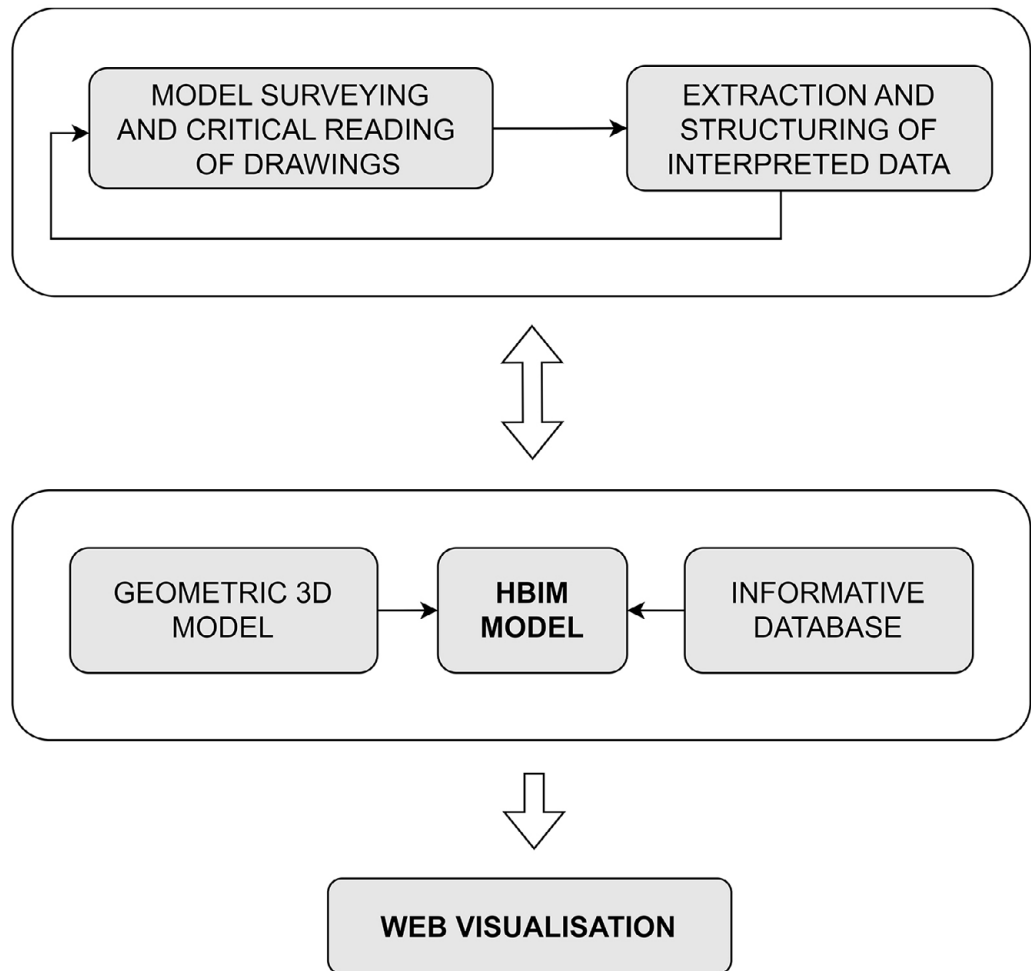 MODEL SURVEYING
AND CRITICAL READING
OF DRAWINGS
EXTRACTION AND
STRUCTURING OF
INTERPRETED DATA
GEOMETRIC 3D
MODEL
HBIM
MODEL
INFORMATIVE
DATABASE
WEB VISUALISATION